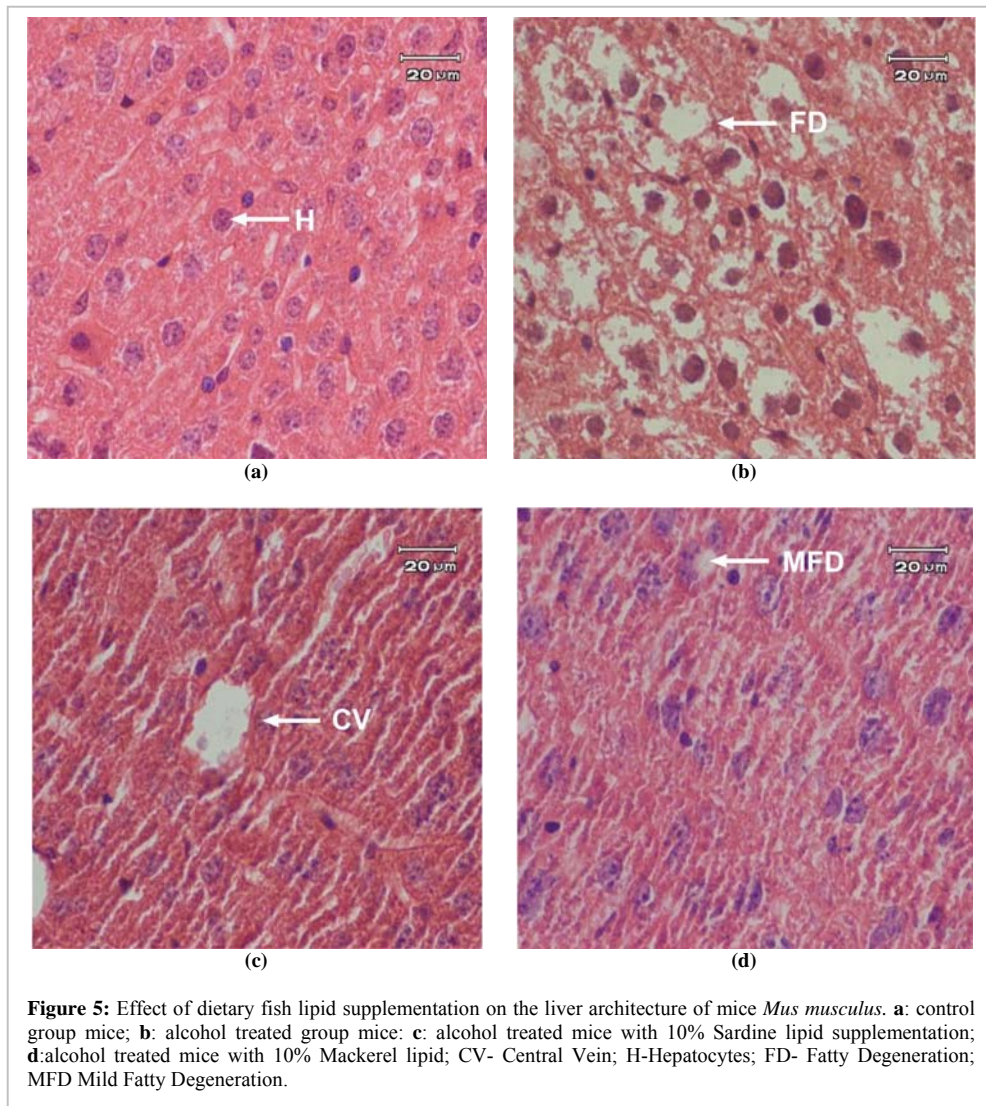 20 µm
20 µm
FD
H
(a)
(b)
20 µm
20 µm
MFD
CV
(c)
(d)
Figure 5: Effect of dietary fish lipid supplementation on the liver architecture of mice Mus musculus. a: control
group mice; b: alcohol treated group mice: c: alcohol treated mice with 10% Sardine lipid supplementation;
d:alcohol treated mice with 10% Mackerel lipid; CV- Central Vein; H-Hepatocytes; FD- Fatty Degeneration;
MFD Mild Fatty Degeneration.